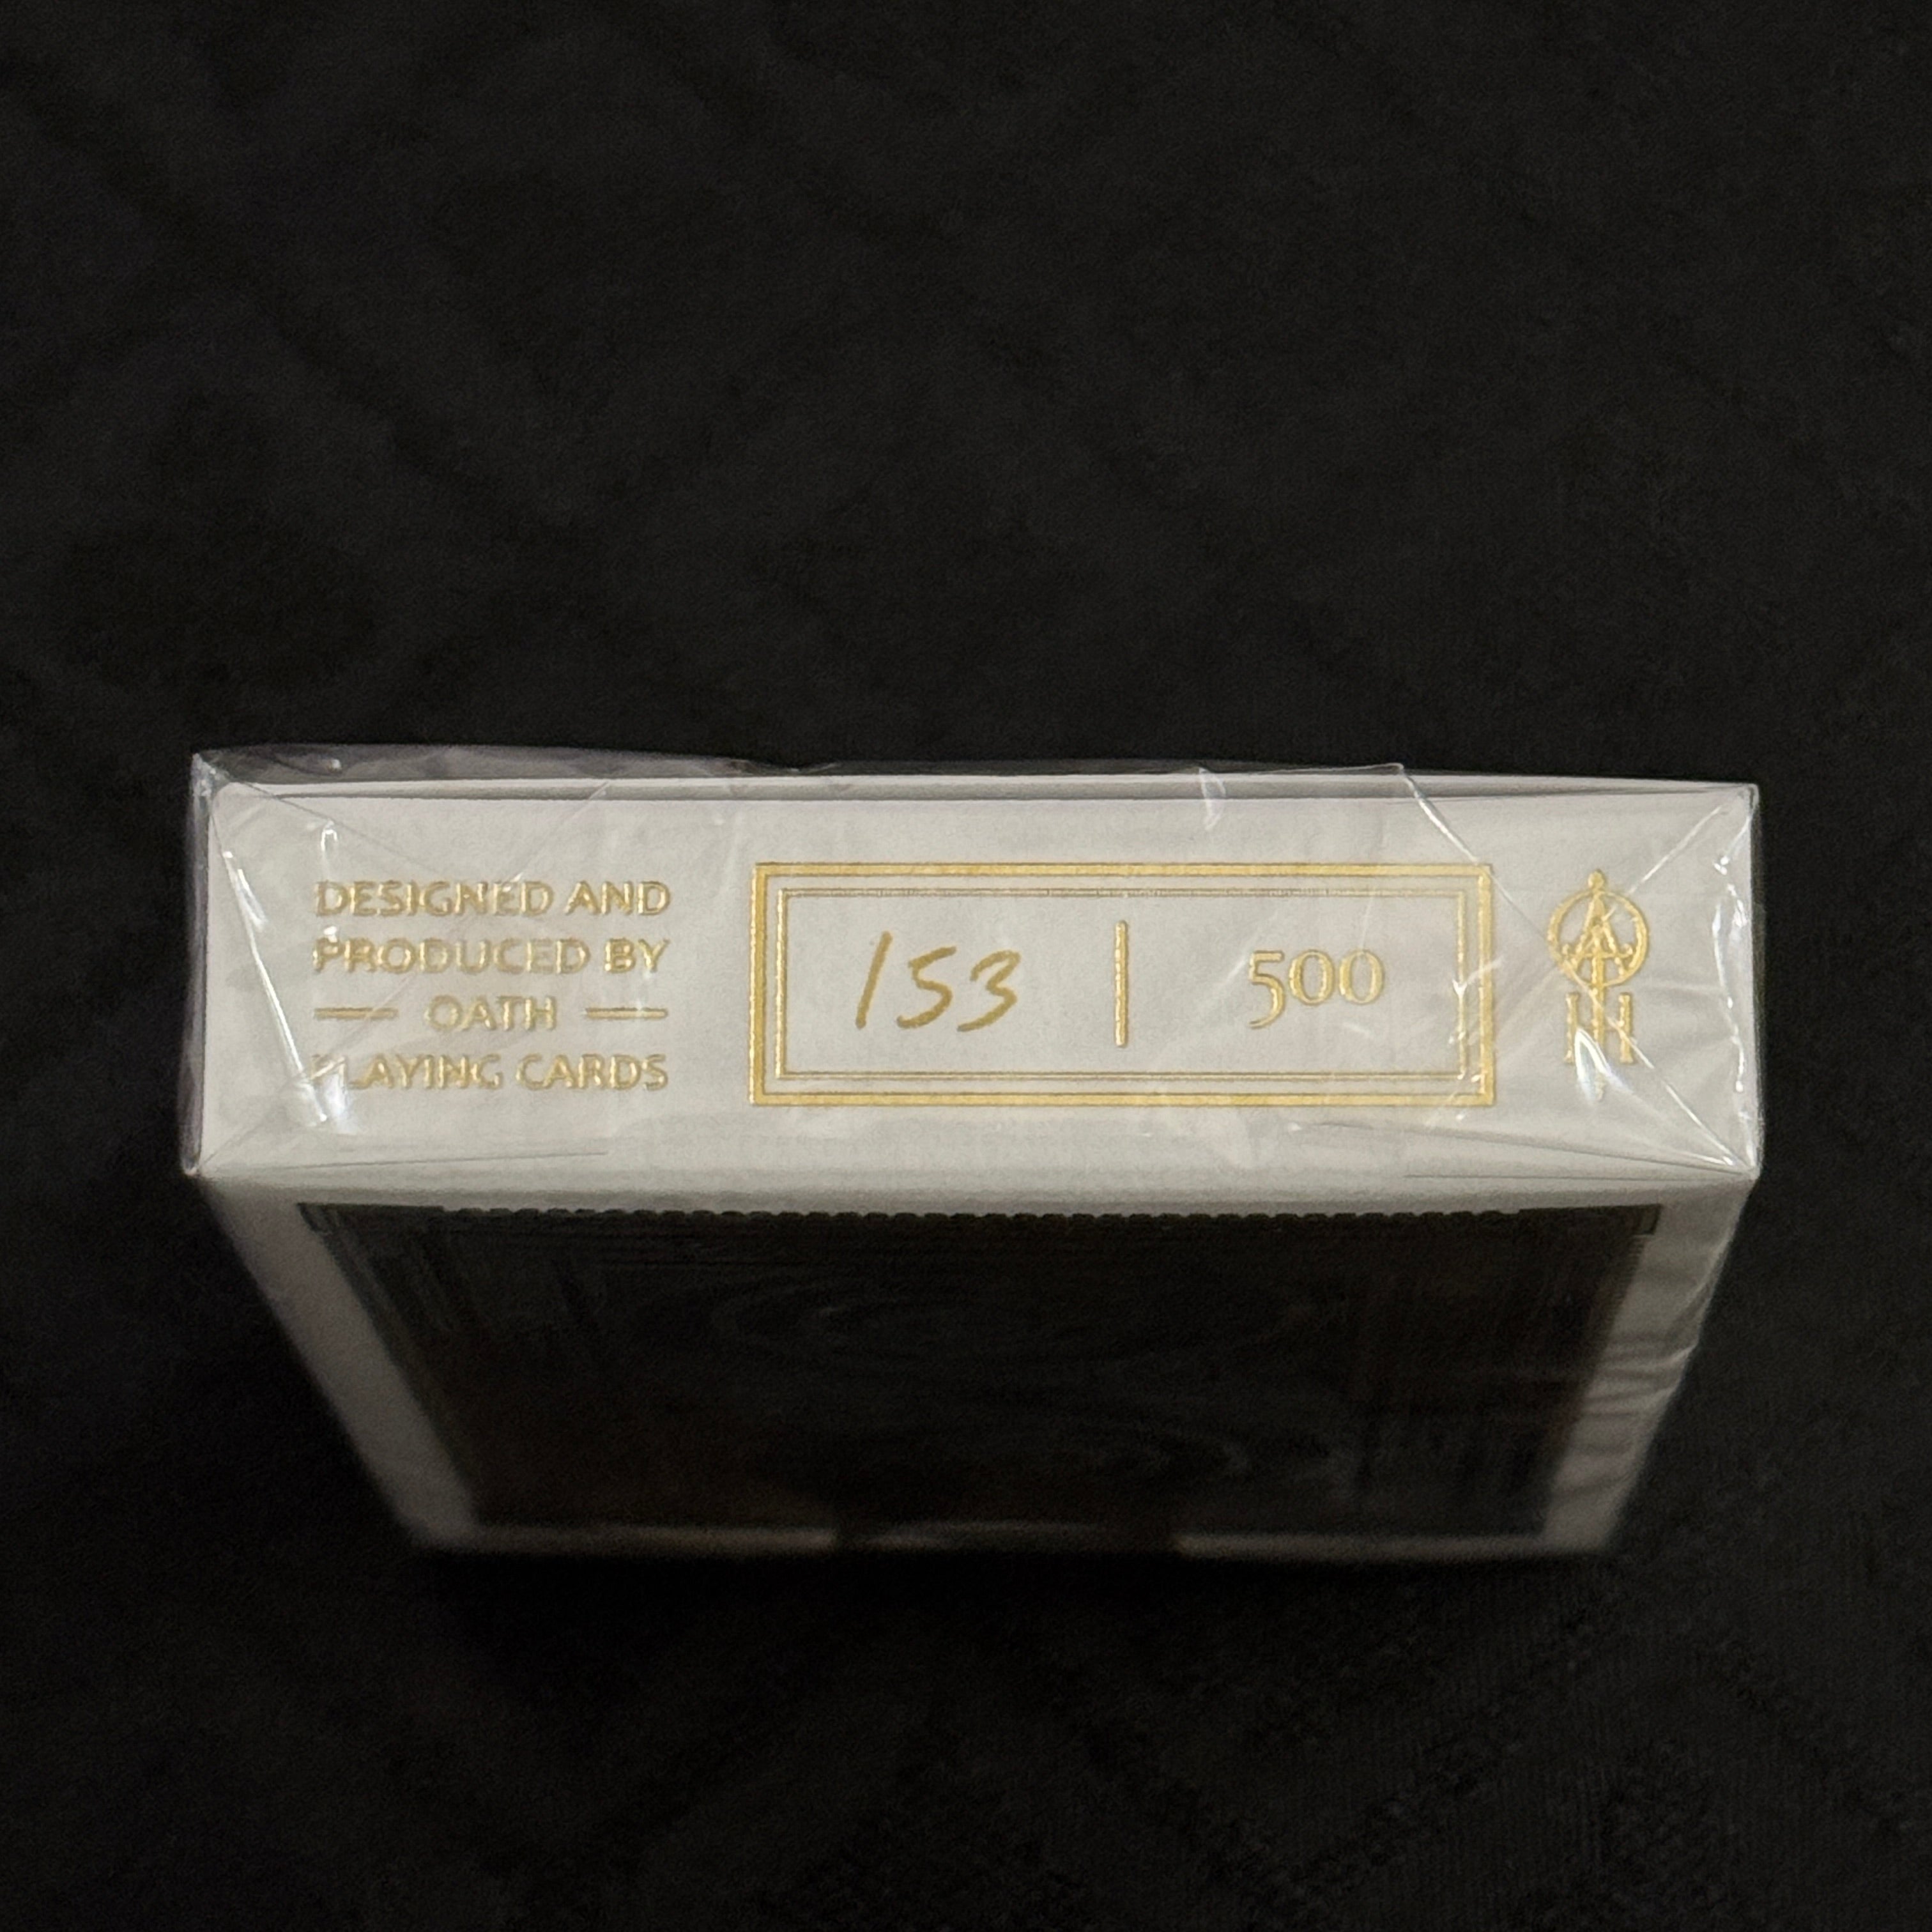 DESIGNED AND
PRODUCED BY
OATH
PLAYING CARDS
153 | 500